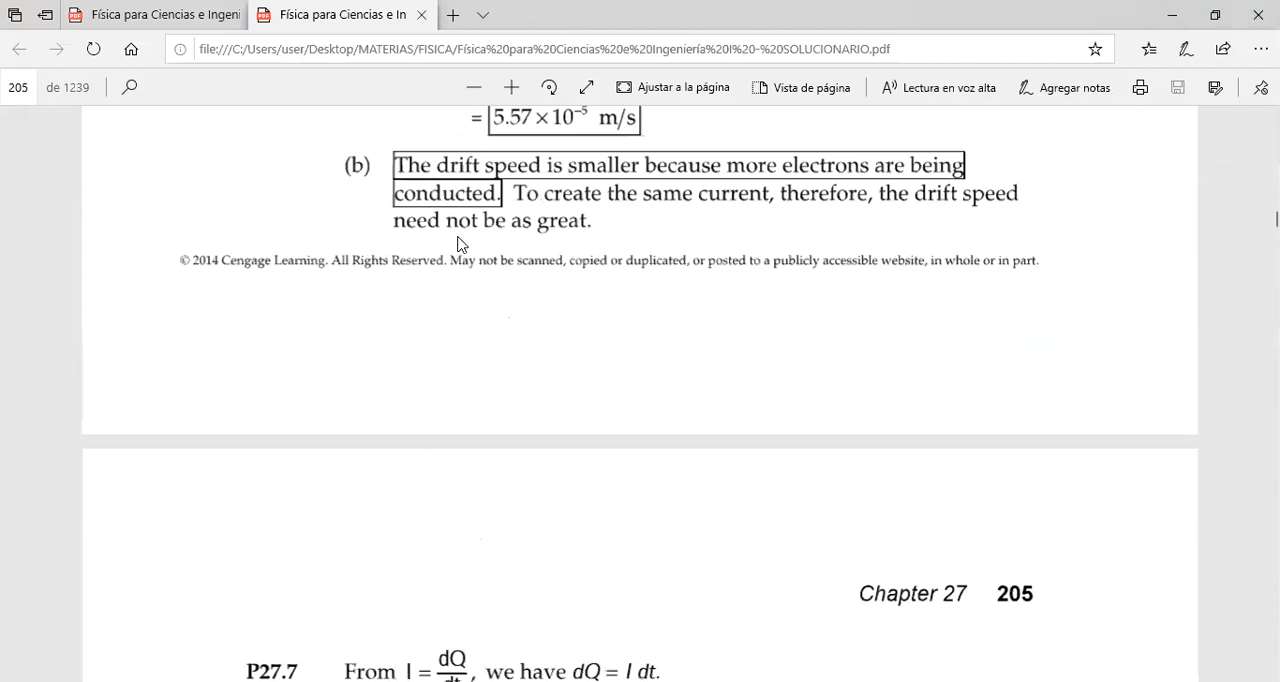 Física para Ciencias e Ingeni
Física para Ciencias e In
file:///C:/Users/user/Desktop/MATERIAS/FISICA/Física%20para%20Ciencias%20e%20Ingeniería%20I%20-%20SOLUCIONARIO.pdf
205 de 1239
Ajustar a la página
Vista de página
Lectura en voz alta
Agregar notas
= 5.57 × 10⁻⁵ m/s
(b) The drift speed is smaller because more electrons are being
conducted. To create the same current, therefore, the drift speed
need not be as great.
© 2014 Cengage Learning. All Rights Reserved. May not be scanned, copied or duplicated, or posted to a publicly accessible website, in whole or in part.
Chapter 27 205
P27.7 From I = dQ/dt, we have dQ = I dt.